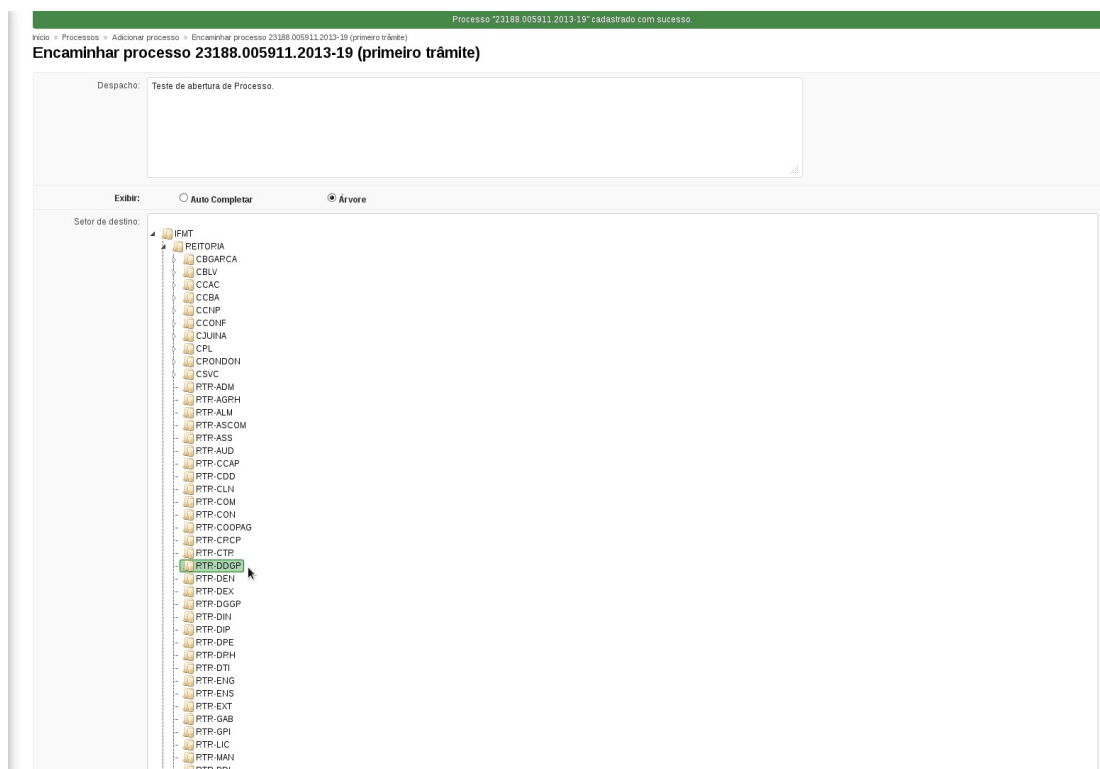 Processo "23188.005911.2013-19" cadastrado com sucesso.
Início » Processos » Adicionar processo » Encaminhar processo 23188.005911.2013-19 (primeiro trâmite)
Encaminhar processo 23188.005911.2013-19 (primeiro trâmite)
Despacho: Teste de abertura de Processo.
Exibir: Auto Completar Árvore
Setor de destino:
IFMT
REITORIA
CBGARCA
CBLV
CCAC
CCBA
CCNP
CCONF
CJUINA
CPL
CRONDON
CSVC
RTR-ADM
RTR-AGRH
RTR-ALM
RTR-ASCOM
RTR-ASS
RTR-AUD
RTR-CCAP
RTR-CDD
RTR-CLN
RTR-COM
RTR-CON
RTR-COOPAG
RTR-CRCP
RTR-CTR
RTR-DDGP
RTR-DEN
RTR-DEX
RTR-DGGP
RTR-DIN
RTR-DIP
RTR-DPE
RTR-DRH
RTR-DTI
RTR-ENG
RTR-ENS
RTR-EXT
RTR-GAB
RTR-GPI
RTR-LIC
RTR-MAN